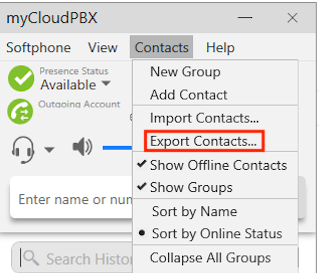 myCloudPBX
Softphone View Contacts Help
Presence Status
Available
Outgoing Account
New Group
Add Contact
Import Contacts...
Export Contacts...
Show Offline Contacts
Show Groups
Sort by Name
Sort by Online Status
Collapse All Groups
Enter name or num
Search Histo